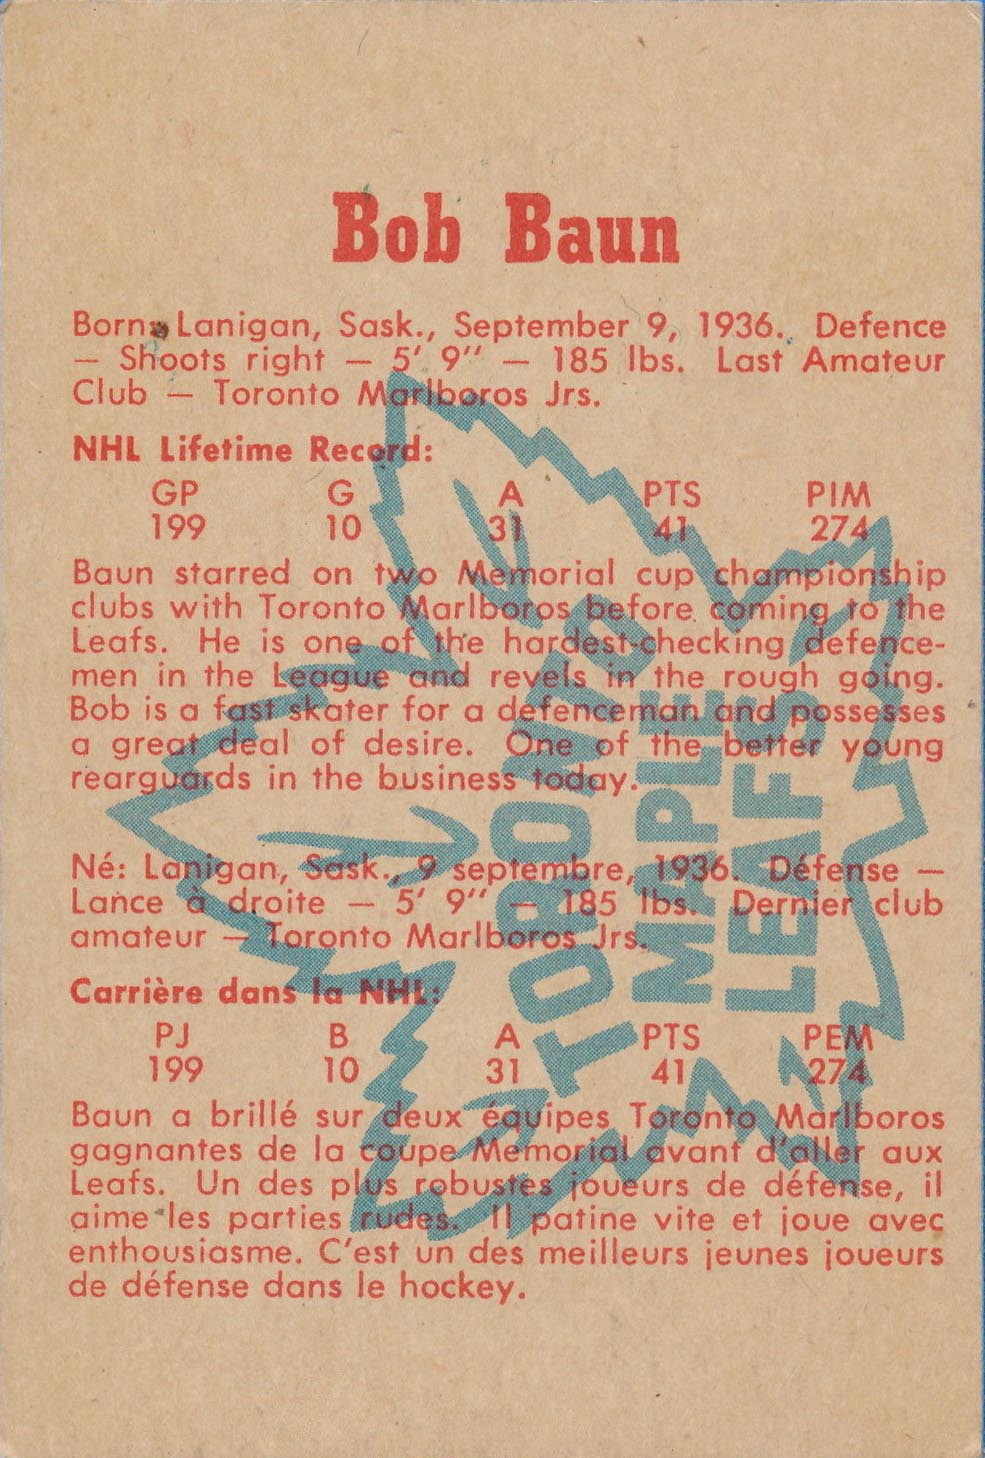 Bob Baun
Born: Lanigan, Sask., September 9, 1936. Defence
— Shoots right — 5' 9" — 185 lbs. Last Amateur
Club — Toronto Marlboros Jrs.
NHL Lifetime Record:
GP G A PTS PIM
199 10 31 41 274
Baun starred on two Memorial cup championship
clubs with Toronto Marlboros before coming to the
Leafs. He is one of the hardest-checking defence-
men in the League and revels in the rough going.
Bob is a fast skater for a defenceman and possesses
a great deal of desire. One of the better young
rearguards in the business today.
Né: Lanigan, Sask., 9 septembre, 1936. Défense —
Lance à droite — 5' 9" — 185 lbs. Dernier club
amateur — Toronto Marlboros Jrs.
Carrière dans la NHL:
PJ B A PTS PEM
199 10 31 41 274
Baun a brillé sur deux équipes Toronto Marlboros
gagnantes de la coupe Memorial avant d'aller aux
Leafs. Un des plus robustes joueurs de défense, il
aime les parties rudes. Il patine vite et joue avec
enthousiasme. C'est un des meilleurs jeunes joueurs
de défense dans le hockey.
TORONTO
MAPLE
LEAFS